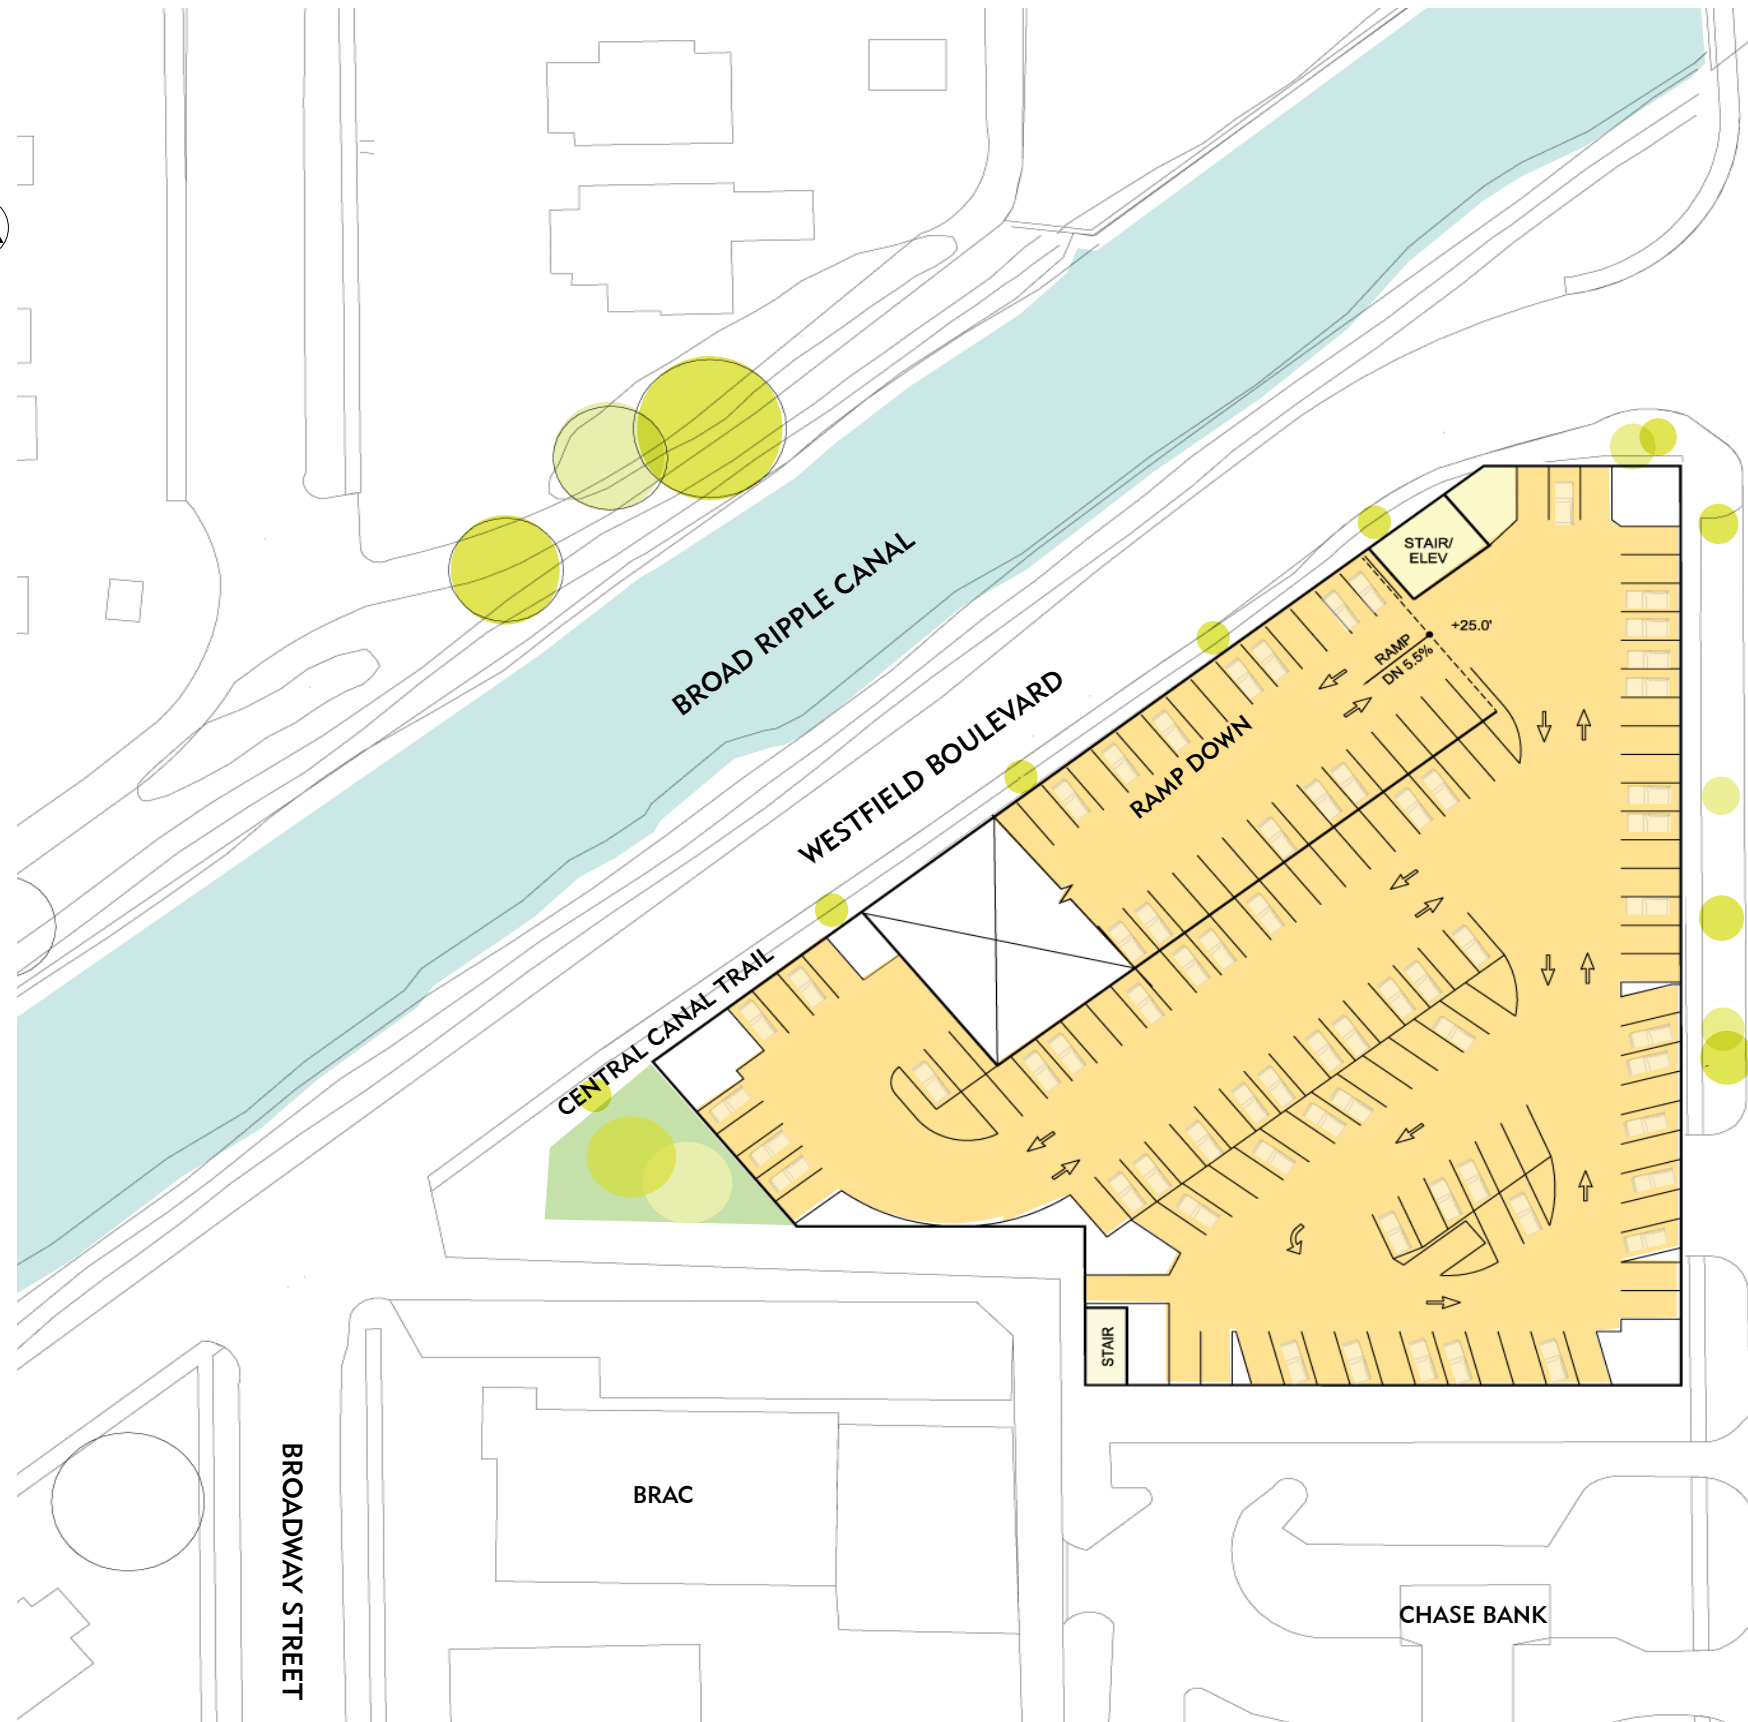 STAIR/
ELEV
+25.0'
RAMP
DN 5.5%
BROAD RIPPLE CANAL
WESTFIELD BOULEVARD
RAMP DOWN
CENTRAL CANAL TRAIL
STAIR
BROADWAY STREET
BRAC
CHASE BANK